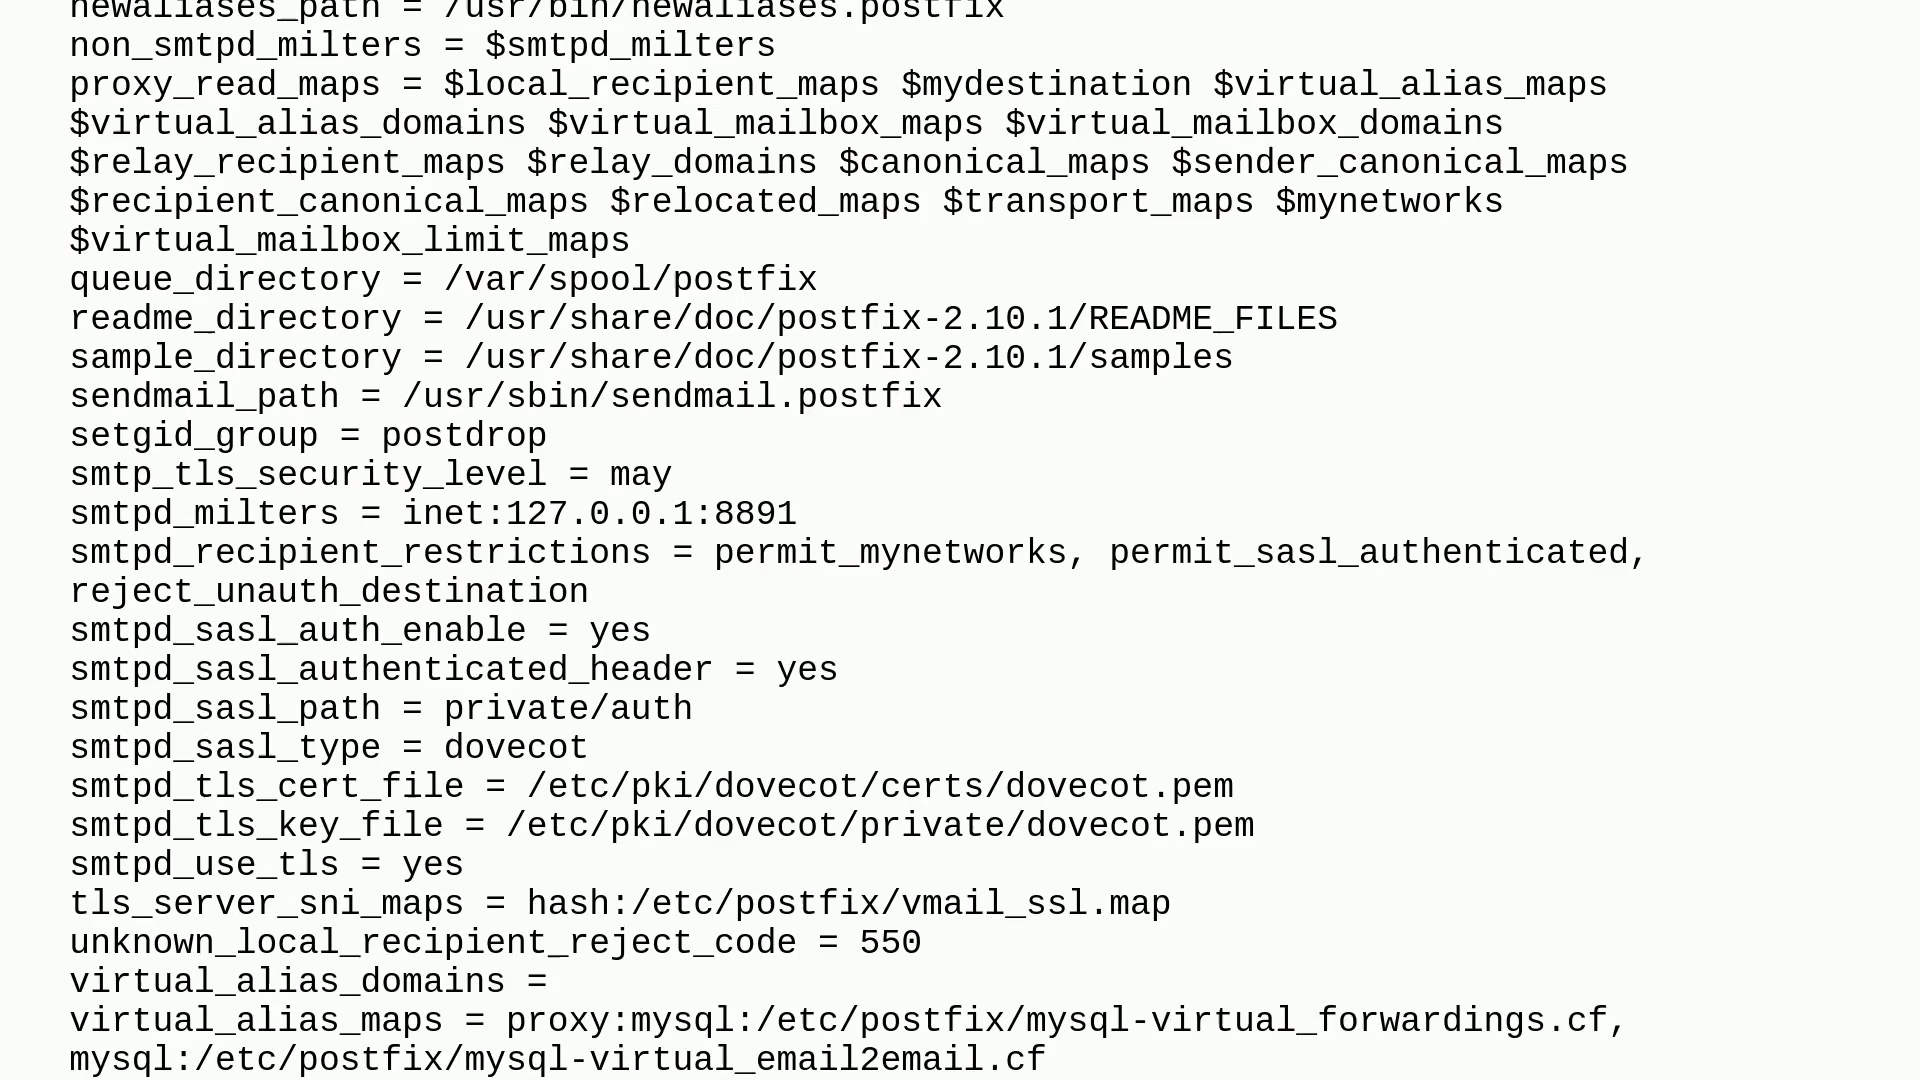 newaliases_path = /usr/bin/newaliases.postfix
non_smtpd_milters = $smtpd_milters
proxy_read_maps = $local_recipient_maps $mydestination $virtual_alias_maps
$virtual_alias_domains $virtual_mailbox_maps $virtual_mailbox_domains
$relay_recipient_maps $relay_domains $canonical_maps $sender_canonical_maps
$recipient_canonical_maps $relocated_maps $transport_maps $mynetworks
$virtual_mailbox_limit_maps
queue_directory = /var/spool/postfix
readme_directory = /usr/share/doc/postfix-2.10.1/README_FILES
sample_directory = /usr/share/doc/postfix-2.10.1/samples
sendmail_path = /usr/sbin/sendmail.postfix
setgid_group = postdrop
smtp_tls_security_level = may
smtpd_milters = inet:127.0.0.1:8891
smtpd_recipient_restrictions = permit_mynetworks, permit_sasl_authenticated,
reject_unauth_destination
smtpd_sasl_auth_enable = yes
smtpd_sasl_authenticated_header = yes
smtpd_sasl_path = private/auth
smtpd_sasl_type = dovecot
smtpd_tls_cert_file = /etc/pki/dovecot/certs/dovecot.pem
smtpd_tls_key_file = /etc/pki/dovecot/private/dovecot.pem
smtpd_use_tls = yes
tls_server_sni_maps = hash:/etc/postfix/vmail_ssl.map
unknown_local_recipient_reject_code = 550
virtual_alias_domains =
virtual_alias_maps = proxy:mysql:/etc/postfix/mysql-virtual_forwardings.cf,
mysql:/etc/postfix/mysql-virtual_email2email.cf